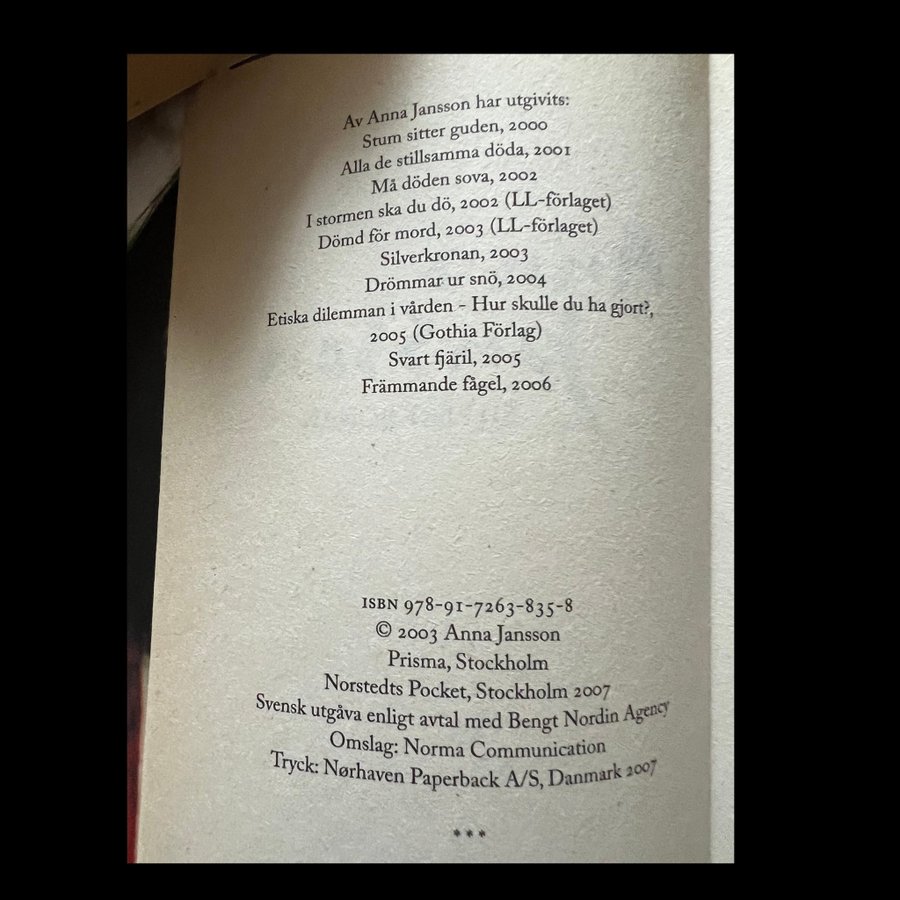 Av Anna Jansson har utgivits:
Stum sitter guden, 2000
Alla de stillsamma döda, 2001
Må döden sova, 2002
I stormen ska du dö, 2002 (LL-förlaget)
Dömd för mord, 2003 (LL-förlaget)
Silverkronan, 2003
Drömmar ur snö, 2004
Etiska dilemman i vården - Hur skulle du ha gjort?,
2005 (Gothia Förlag)
Svart fjäril, 2005
Främmande fågel, 2006
ISBN 978-91-7263-835-8
© 2003 Anna Jansson
Prisma, Stockholm
Norstedts Pocket, Stockholm 2007
Svensk utgåva enligt avtal med Bengt Nordin Agency
Omslag: Norma Communication
Tryck: Nørhaven Paperback A/S, Danmark 2007
***